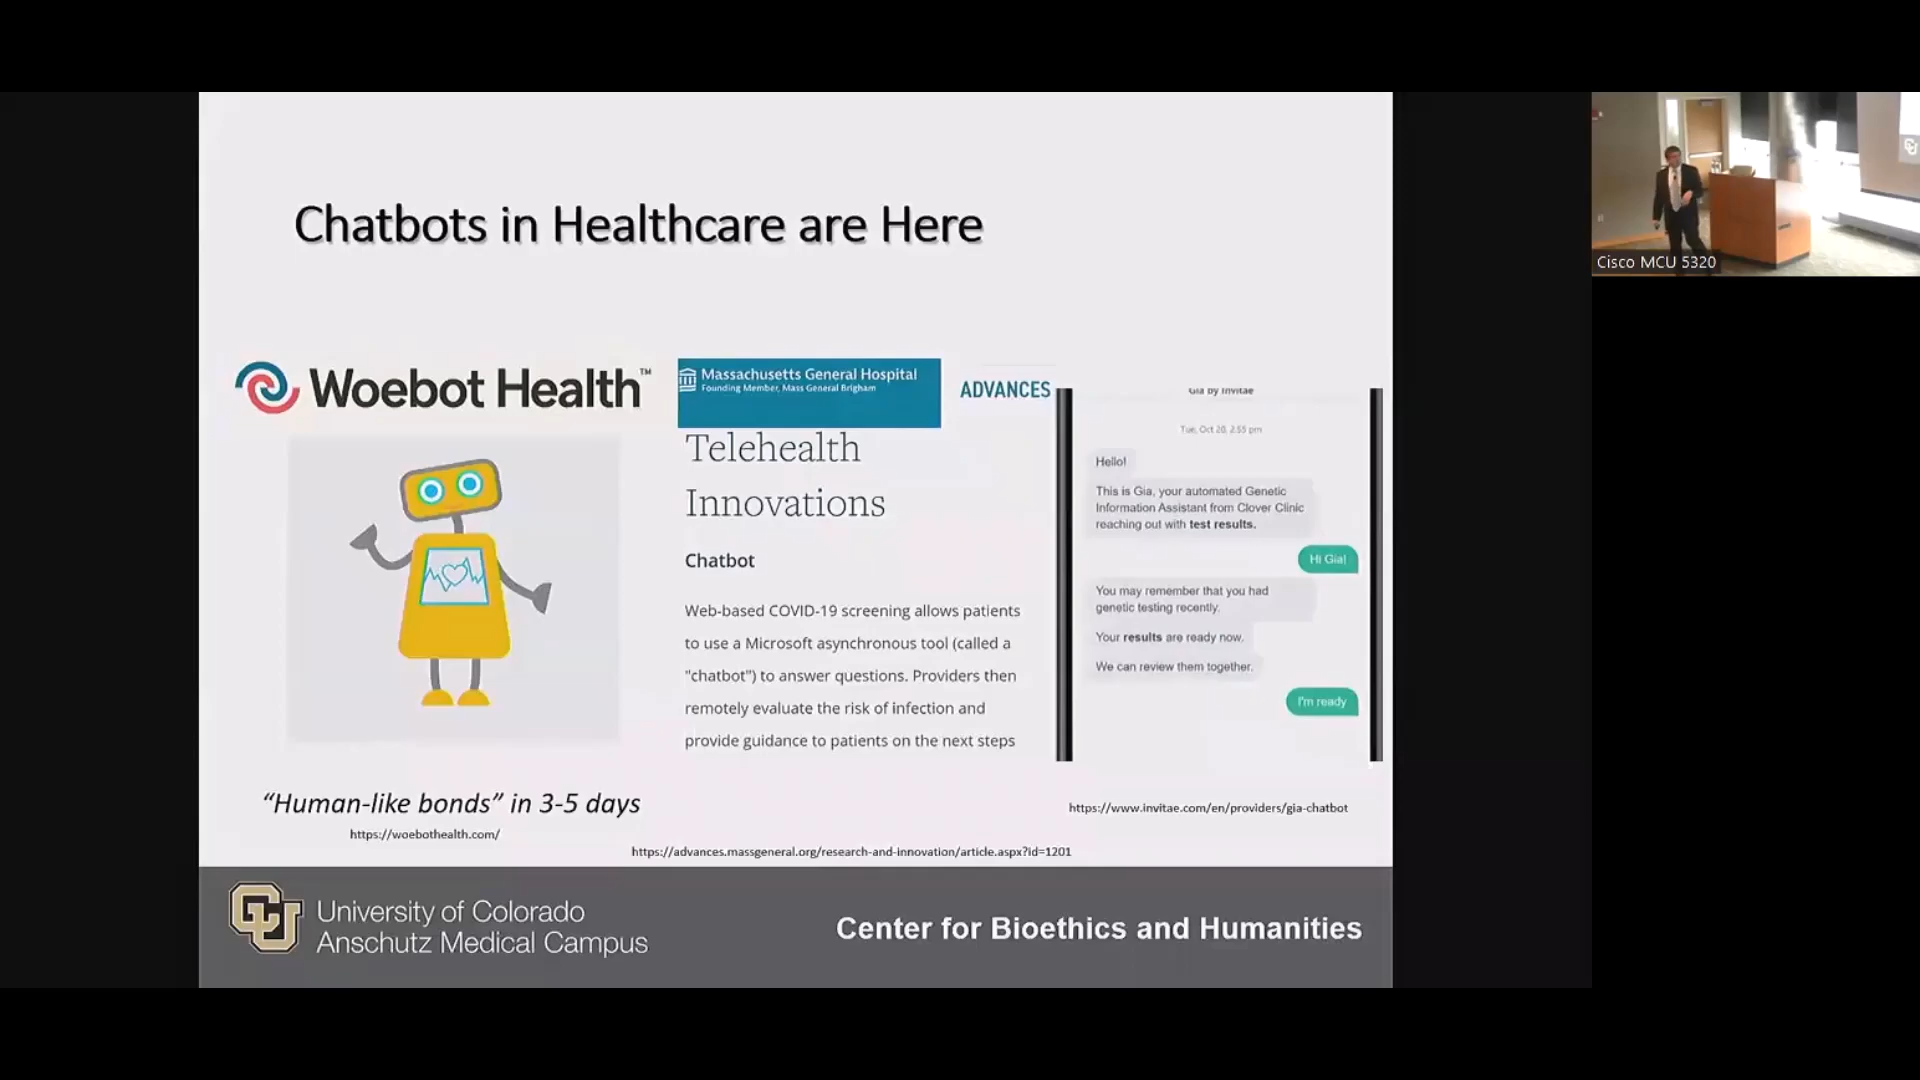 Chatbots in Healthcare are Here
Woebot Health™
“Human-like bonds” in 3-5 days
https://woebothealth.com/
Massachusetts General Hospital
Founding Member, Mass General Brigham
ADVANCES
Telehealth
Innovations
Chatbot
Web-based COVID-19 screening allows patients
to use a Microsoft asynchronous tool (called a
"chatbot") to answer questions. Providers then
remotely evaluate the risk of infection and
provide guidance to patients on the next steps
https://advances.massgeneral.org/research-and-innovation/article.aspx?id=1201
Gia by Invitae
Tue, Oct 20, 2:55 pm
Hello!
This is Gia, your automated Genetic
Information Assistant from Clover Clinic
reaching out with test results.
Hi Gia!
You may remember that you had
genetic testing recently.
Your results are ready now.
We can review them together.
I'm ready
https://www.invitae.com/en/providers/gia-chatbot
CU
University of Colorado
Anschutz Medical Campus
Center for Bioethics and Humanities
Cisco MCU 5320